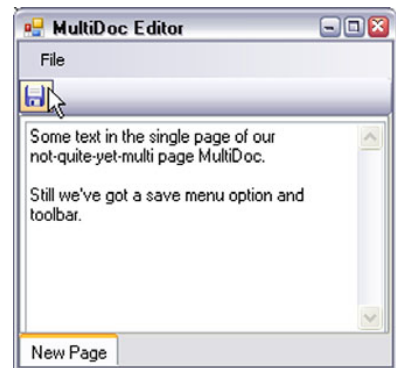 MultiDoc Editor
File
Some text in the single page of our
not-quite-yet-multi page MultiDoc.
Still we've got a save menu option and
toolbar.
New Page